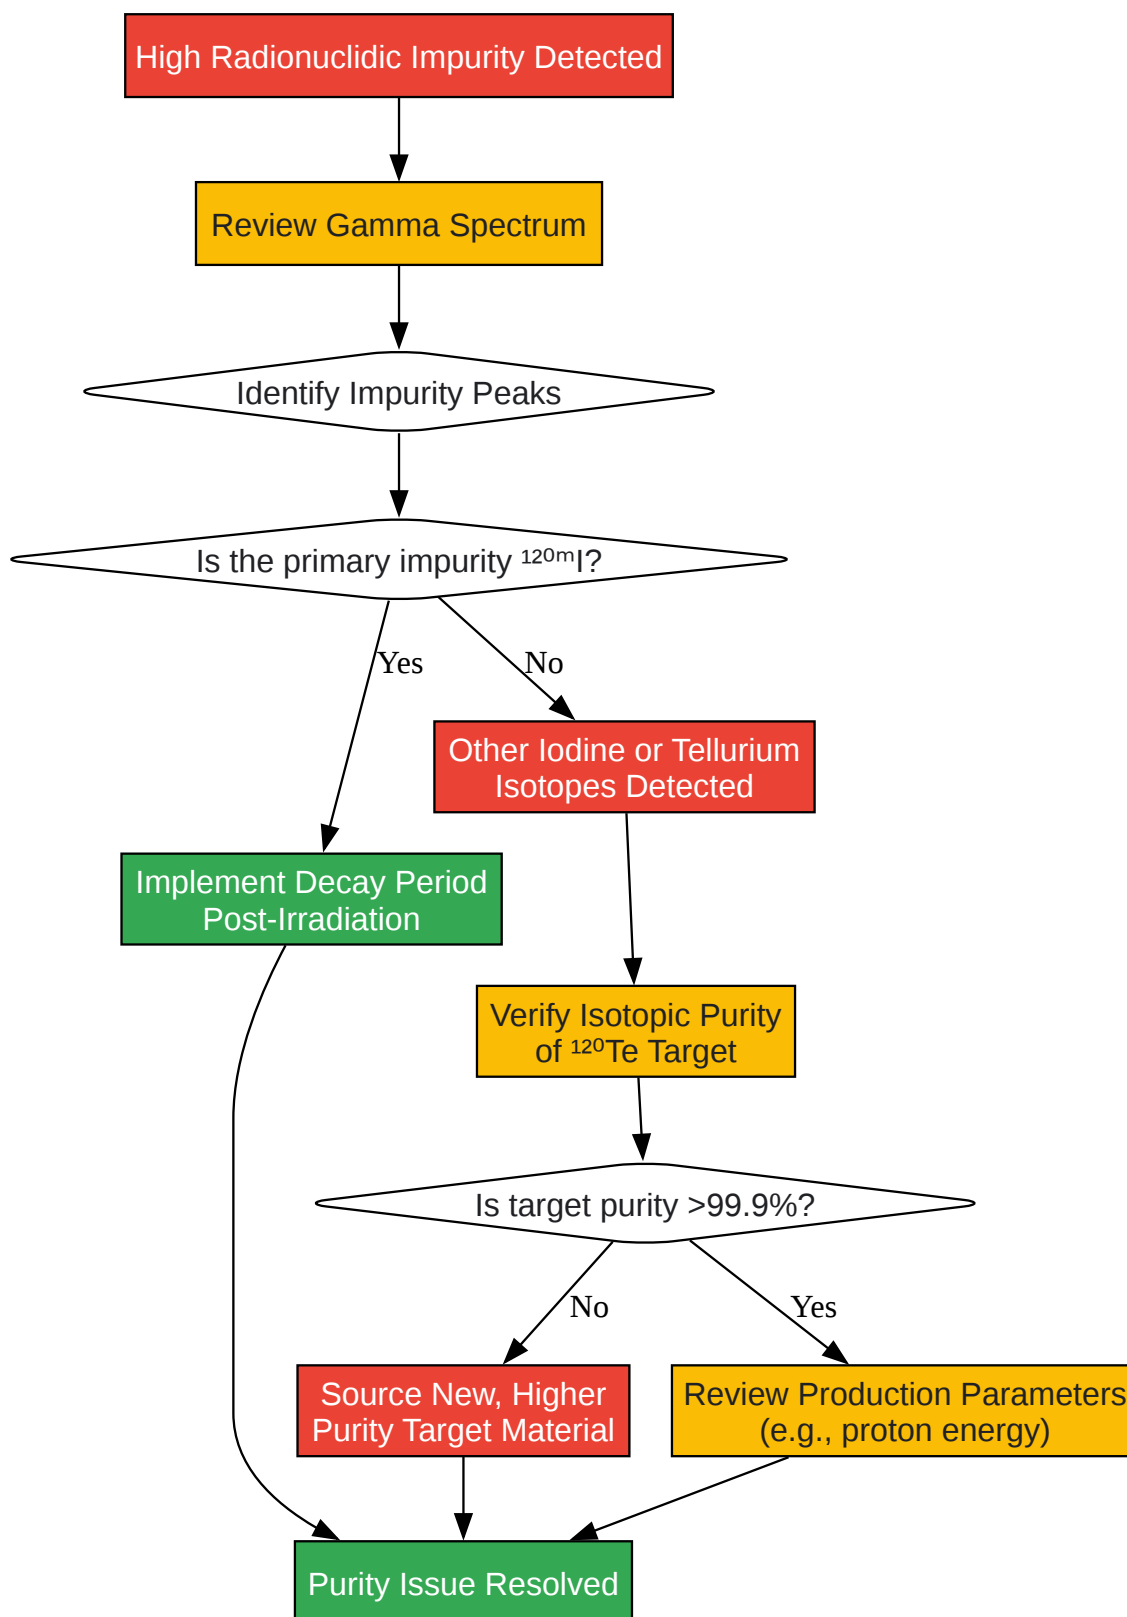 High Radionuclidic Impurity Detected
Review Gamma Spectrum
Identify Impurity Peaks
Is the primary impurity ¹²⁰ᵐI?
Yes
No
Other Iodine or Tellurium
Isotopes Detected
Implement Decay Period
Post-Irradiation
Verify Isotopic Purity
of ¹²⁰Te Target
Is target purity >99.9%?
No
Yes
Source New, Higher
Purity Target Material
Review Production Parameters
(e.g., proton energy)
Purity Issue Resolved